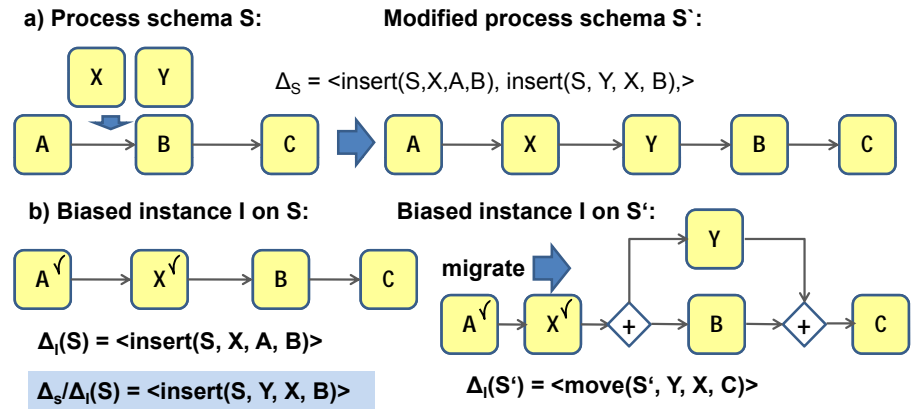 a) Process schema S:
Modified process schema S`:
X Y
ΔS = <insert(S,X,A,B), insert(S, Y, X, B),>
A B C
A X Y B C
b) Biased instance I on S:
Biased instance I on S‘:
Y
migrate
A√ X√ B C
A√ X√ + B + C
ΔI(S) = <insert(S, X, A, B)>
Δs/ΔI(S) = <insert(S, Y, X, B)>
ΔI(S‘) = <move(S‘, Y, X, C)>